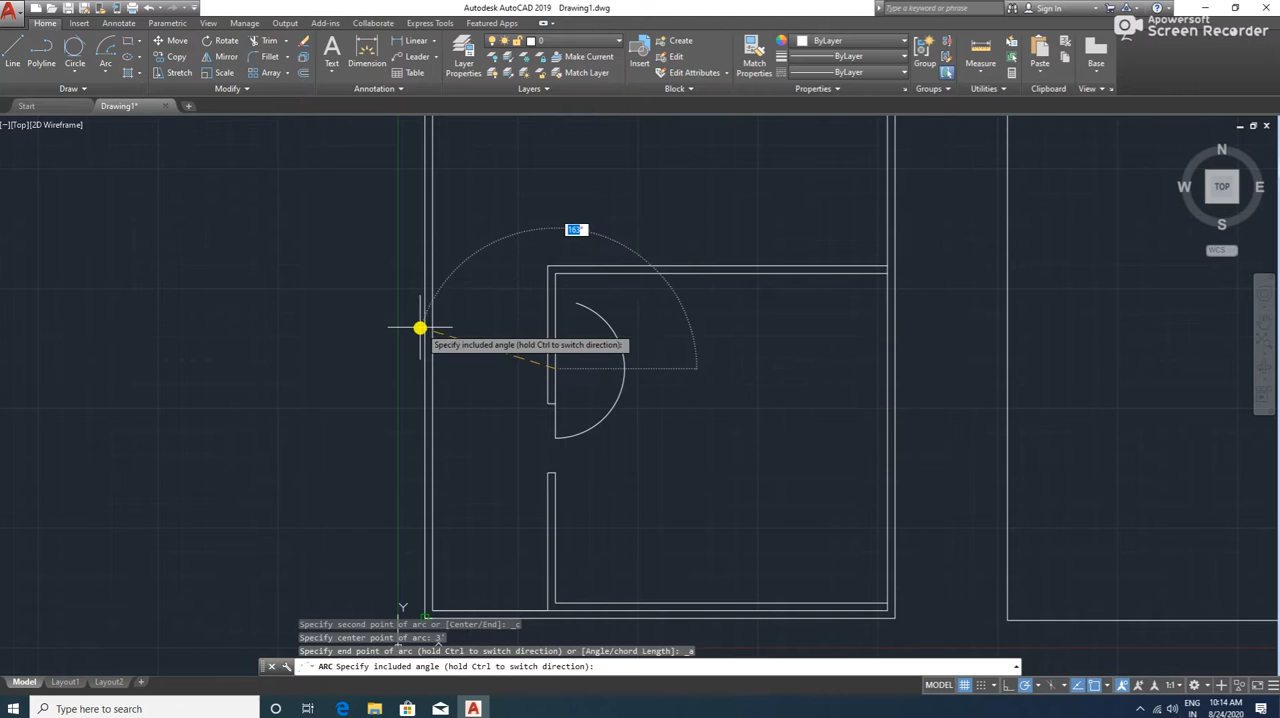 Autodesk AutoCAD 2019 Drawing1.dwg
Type a keyword or phrase
Sign In
Apowersoft
Screen Recorder
Home Insert Annotate Parametric View Manage Output Add-ins Collaborate Express Tools Featured Apps
Move Rotate Trim Linear 0 Create ByLayer
Line Polyline Circle Arc Copy Mirror Fillet Text Dimension Leader Layer Properties Make Current Insert Edit Match Properties ByLayer Group Measure Paste Base
Stretch Scale Array Table Match Layer Edit Attributes ByLayer
Draw Modify Annotation Layers Block Properties Groups Utilities Clipboard View
Start Drawing1*
[−][Top][2D Wireframe]
N
W TOP E
S
WCS
163°
Specify included angle (hold Ctrl to switch direction):
Y
Specify second point of arc or [Center/End]: _c
Specify center point of arc: 3'
Specify end point of arc (hold Ctrl to switch direction) or [Angle/chord Length]: _a
ARC Specify included angle (hold Ctrl to switch direction):
Model Layout1 Layout2 + MODEL 1:1
Type here to search
ENG
IN
10:14 AM
8/24/2020